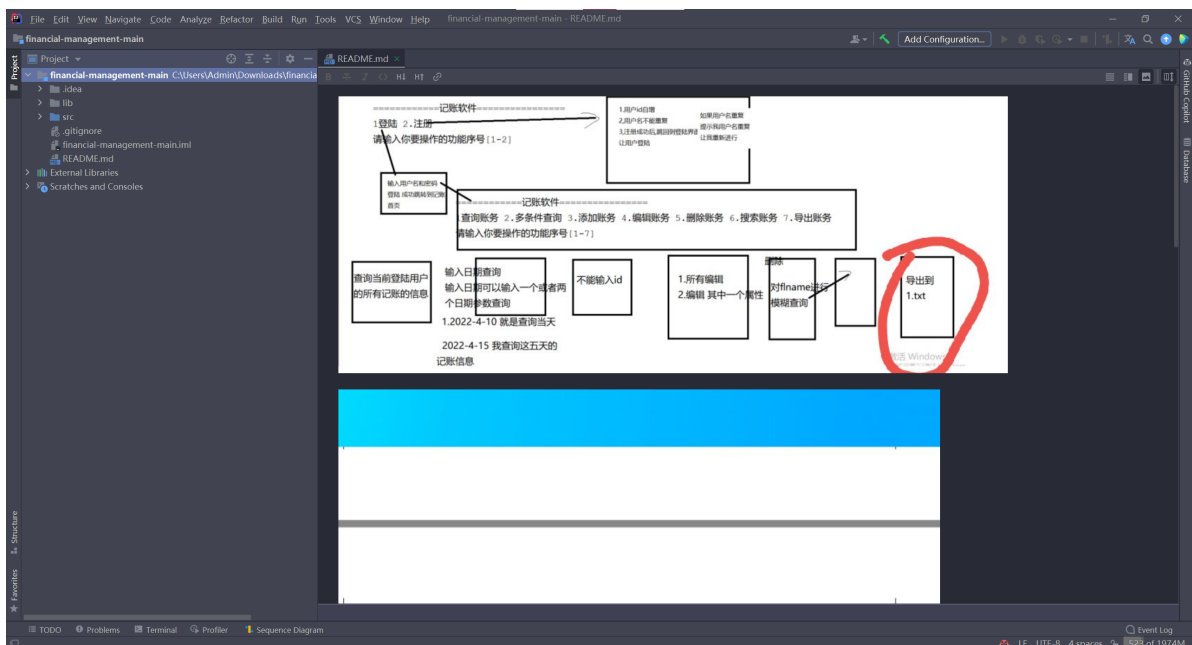 File Edit View Navigate Code Analyze Refactor Build Run Tools VCS Window Help financial-management-main - README.md
financial-management-main
Add Configuration...
Project
financial-management-main C:\Users\Admin\Downloads\financia
.idea
lib
src
.gitignore
financial-management-main.iml
README.md
External Libraries
Scratches and Consoles
README.md
============记账软件================
1登陆 2.注册
请输入你要操作的功能序号[1-2]
1.用户id自增
2.用户名不能重复
3.注册成功后,跳回到登陆界面
让用户登陆
如果用户名重复
提示我用户名重复
让我重新进行
输入用户名和密码
登陆 成功跳转到记账
首页
============记账软件================
1查询账务 2.多条件查询 3.添加账务 4.编辑账务 5.删除账务 6.搜索账务 7.导出账务
请输入你要操作的功能序号[1-7]
查询当前登陆用户
的所有记账的信息
输入日期查询
输入日期可以输入一个或者两
个日期参数查询
1.2022-4-10 就是查询当天
2022-4-15 我查询这五天的
记账信息
不能输入id
1.所有编辑
2.编辑 其中一个属性
删除
对flname进行
模糊查询
导出到
1.txt
激活 Windows
Project
Structure
Favorites
GitHub Copilot
Database
TODO Problems Terminal Profiler Sequence Diagram
Event Log
LF UTF-8 4 spaces 523 of 1974M